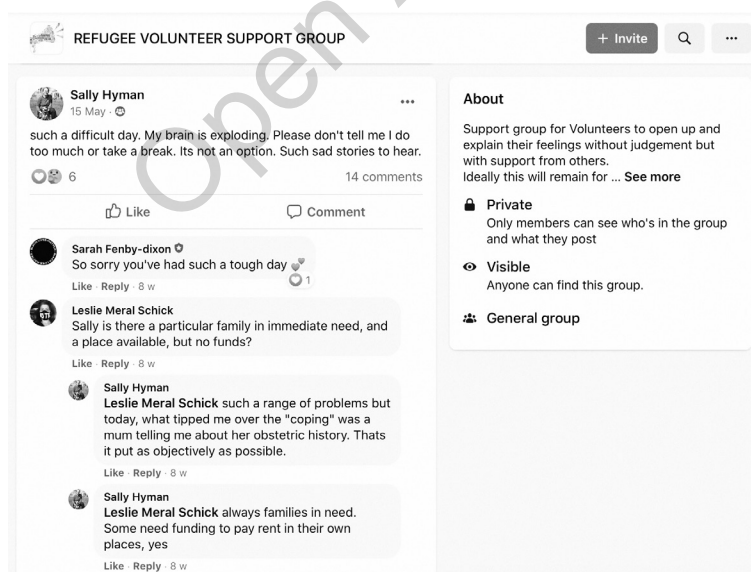 REFUGEE VOLUNTEER SUPPORT GROUP
+ Invite
Sally Hyman
15 May ·
such a difficult day. My brain is exploding. Please don't tell me I do
too much or take a break. Its not an option. Such sad stories to hear.
6
14 comments
Like
Comment
Sarah Fenby-dixon
So sorry you've had such a tough day
1
Like · Reply · 8 w
Leslie Meral Schick
Sally is there a particular family in immediate need, and
a place available, but no funds?
Like · Reply · 8 w
Sally Hyman
Leslie Meral Schick such a range of problems but
today, what tipped me over the "coping" was a
mum telling me about her obstetric history. Thats
it put as objectively as possible.
Like · Reply · 8 w
Sally Hyman
Leslie Meral Schick always families in need.
Some need funding to pay rent in their own
places, yes
Like · Reply · 8 w
About
Support group for Volunteers to open up and
explain their feelings without judgement but
with support from others.
Ideally this will remain for ... See more
Private
Only members can see who's in the group
and what they post
Visible
Anyone can find this group.
General group
Open